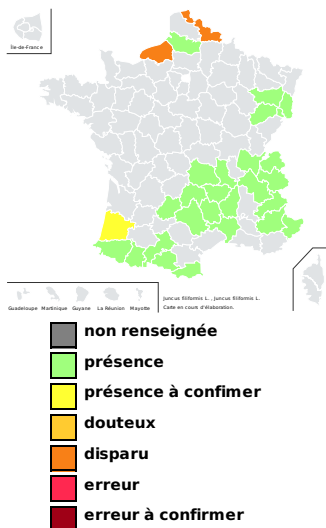 Île-de-France
Guadeloupe Martinique Guyane La Réunion Mayotte
Juncus filiformis L. , Juncus filiformis L.
Carte en cours d'élaboration.
non renseignée
présence
présence à confimer
douteux
disparu
erreur
erreur à confirmer